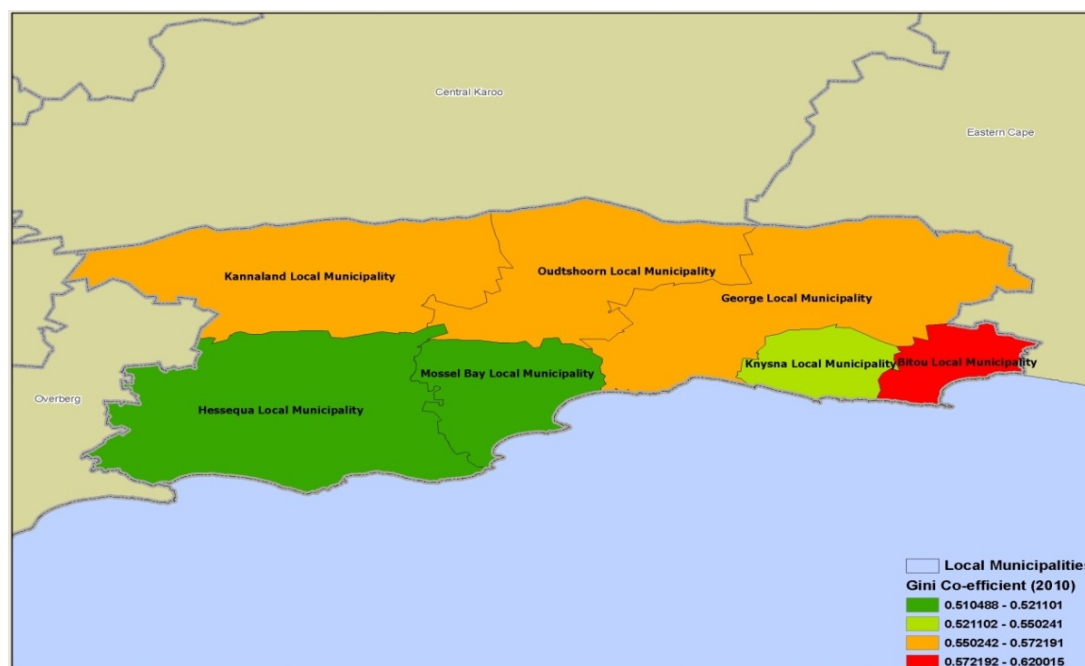 Central Karoo
Eastern Cape
Oudtshoorn Local Municipality
Kannaland Local Municipality
George Local Municipality
Bitou Local Municipality
Knysna Local Municipality
Mossel Bay Local Municipality
Overberg
Hessequa Local Municipality
Local Municipalities
Gini Co-efficient (2010)
0.510488 - 0.521101
0.521102 - 0.550241
0.550242 - 0.572191
0.572192 - 0.620015